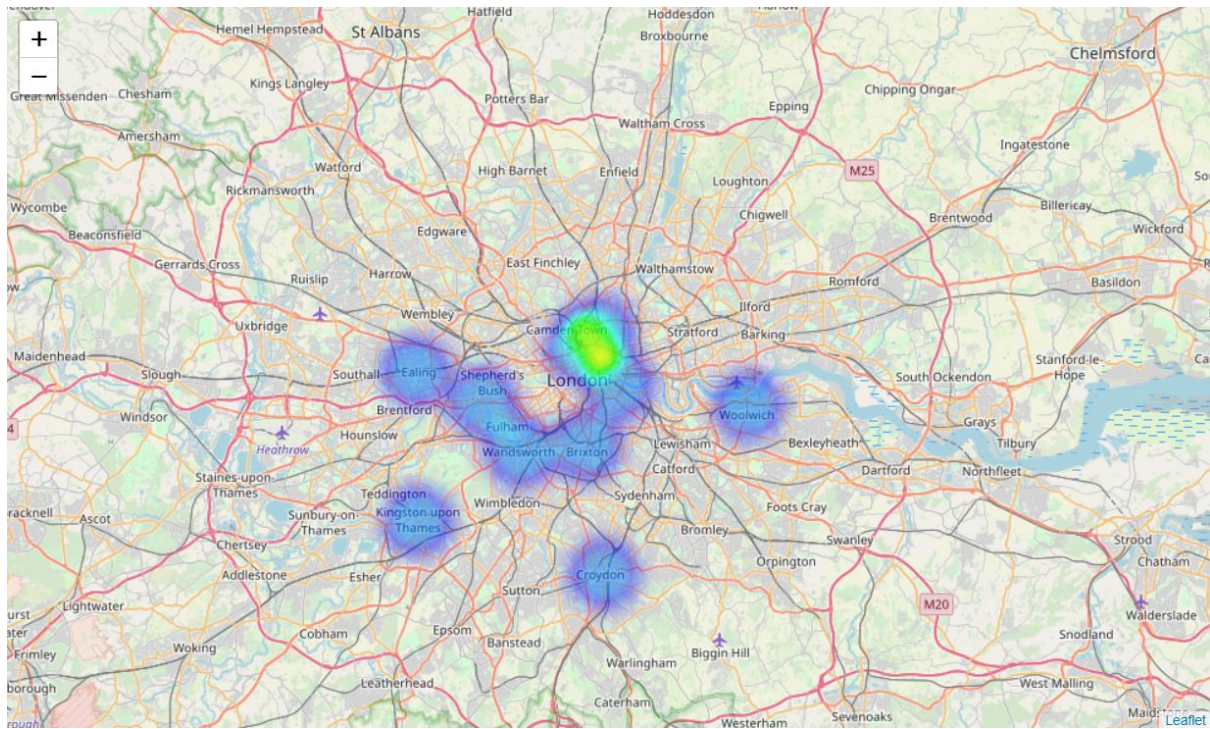 Hatfield
Hoddesdon
Hemel Hempstead
St Albans
Broxbourne
+
−
Chelmsford
Kings Langley
Chipping Ongar
Great Missenden
Chesham
Potters Bar
Epping
Waltham Cross
Amersham
Ingatestone
Watford
High Barnet
Enfield
M25
Loughton
Rickmansworth
Wycombe
Chigwell
Billericay
Brentwood
Beaconsfield
Edgware
Wickford
Gerrards Cross
East Finchley
Walthamstow
Ruislip
Harrow
Romford
Basildon
Ilford
Wembley
Uxbridge
Camden Town
Stratford
Barking
Maidenhead
Slough
Southall
Ealing
Shepherd's
Bush
London
South Ockendon
Stanford-le-
Hope
Windsor
Brentford
Woolwich
Grays
4
Heathrow
Hounslow
Fulham
Wandsworth
Brixton
Lewisham
Bexleyheath
Tilbury
Catford
Dartford
Northfleet
Staines-upon-
Thames
Teddington
Wimbledon
Sydenham
Kingston upon
Thames
Foots Cray
Sunbury-on-
Thames
Ascot
Bromley
Swanley
Strood
Chertsey
Chatham
Addlestone
Esher
Croydon
Orpington
Sutton
Lightwater
M20
Walderslade
Cobham
Epsom
Banstead
Biggin Hill
Snodland
Woking
Frimley
Warlingham
Leatherhead
West Malling
Caterham
Westerham
Sevenoaks
Leaflet